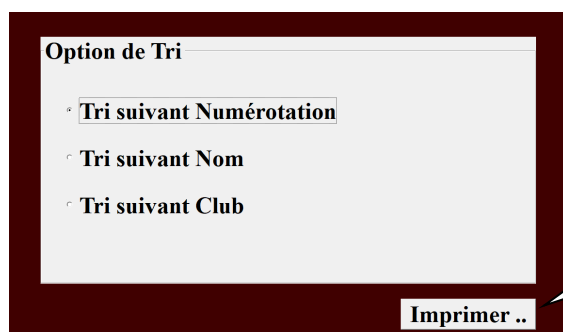 Option de Tri
Tri suivant Numérotation
Tri suivant Nom
Tri suivant Club
Imprimer ..